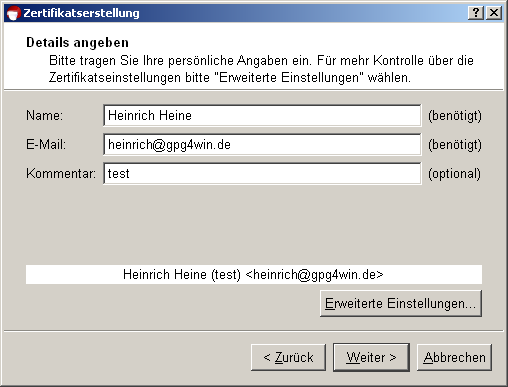 Zertifikatserstellung
Details angeben
Bitte tragen Sie Ihre persönliche Angaben ein. Für mehr Kontrolle über die
Zertifikatseinstellungen bitte "Erweiterte Einstellungen" wählen.
Name: Heinrich Heine (benötigt)
E-Mail: heinrich@gpg4win.de (benötigt)
Kommentar: test (optional)
Heinrich Heine (test) <heinrich@gpg4win.de>
Erweiterte Einstellungen...
< Zurück Weiter > Abbrechen